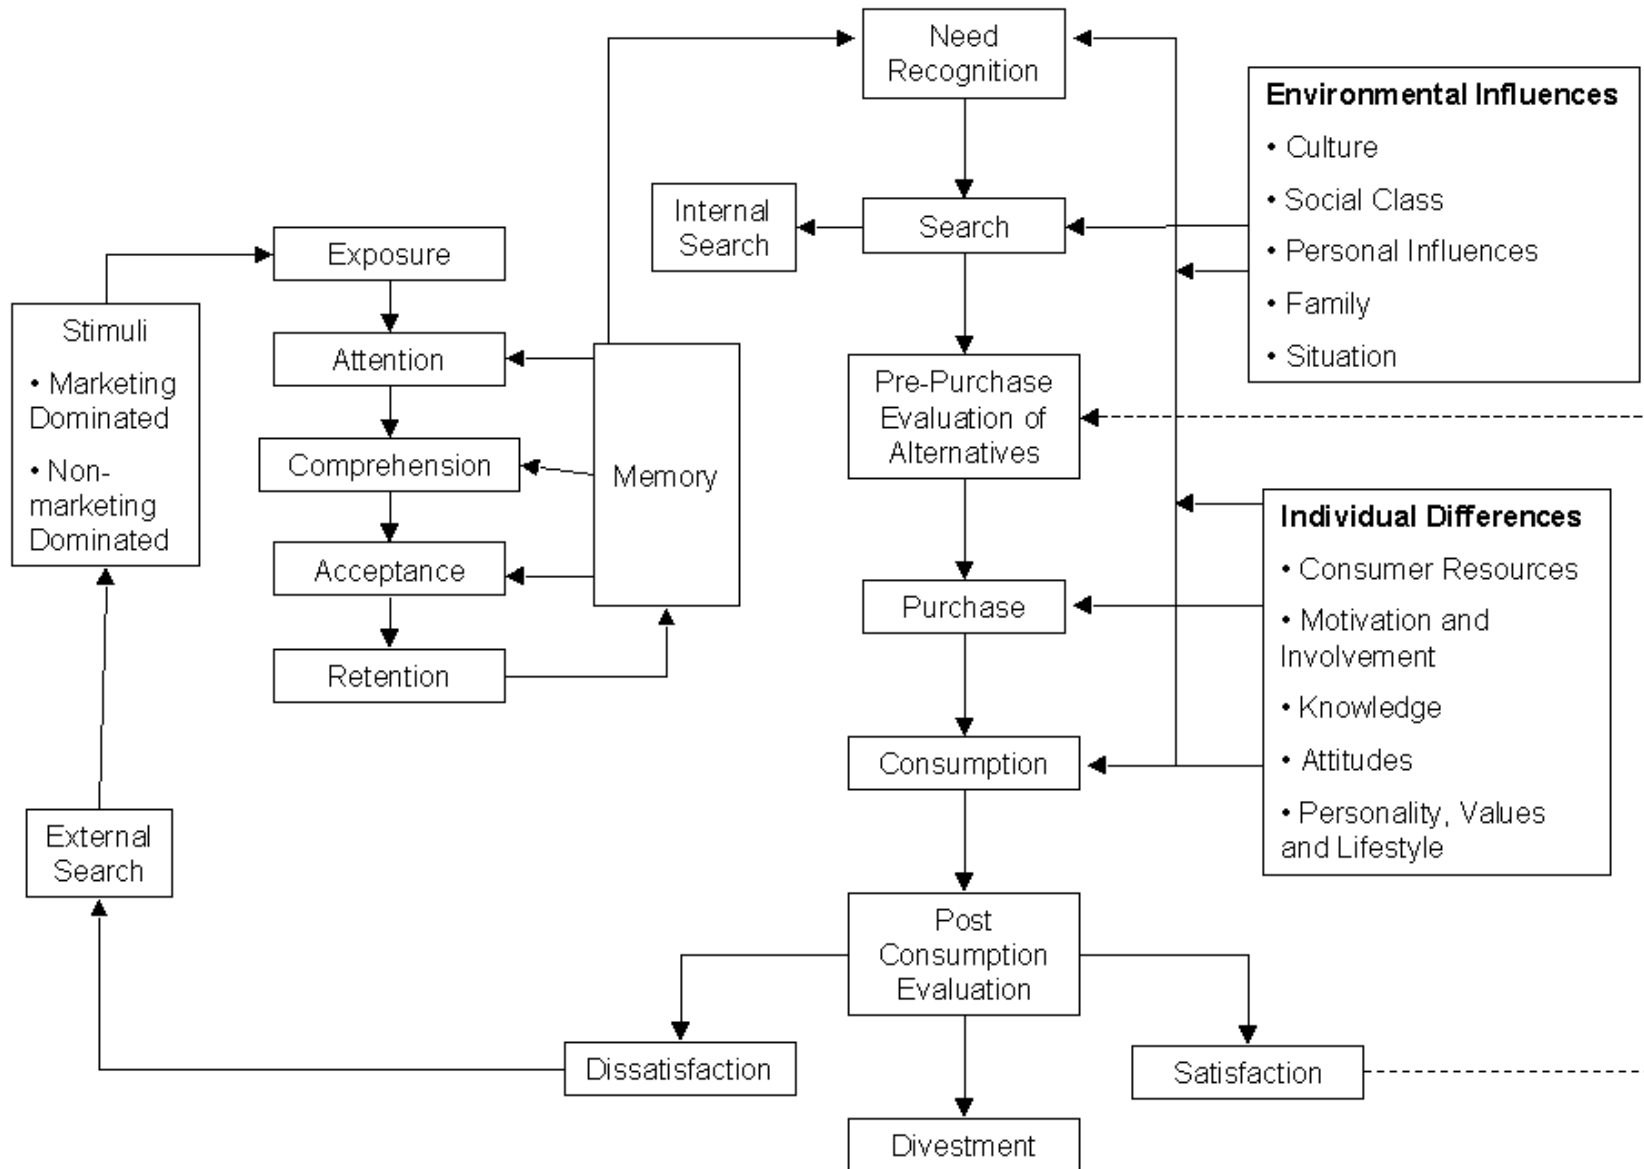 Need
Recognition
Environmental Influences
• Culture
• Social Class
• Personal Influences
• Family
• Situation
Internal
Search
Search
Exposure
Stimuli
• Marketing
Dominated
• Non-
marketing
Dominated
Attention
Comprehension
Acceptance
Retention
Memory
Pre-Purchase
Evaluation of
Alternatives
Individual Differences
• Consumer Resources
• Motivation and
Involvement
• Knowledge
• Attitudes
• Personality, Values
and Lifestyle
Purchase
Consumption
External
Search
Post
Consumption
Evaluation
Dissatisfaction
Satisfaction
Divestment